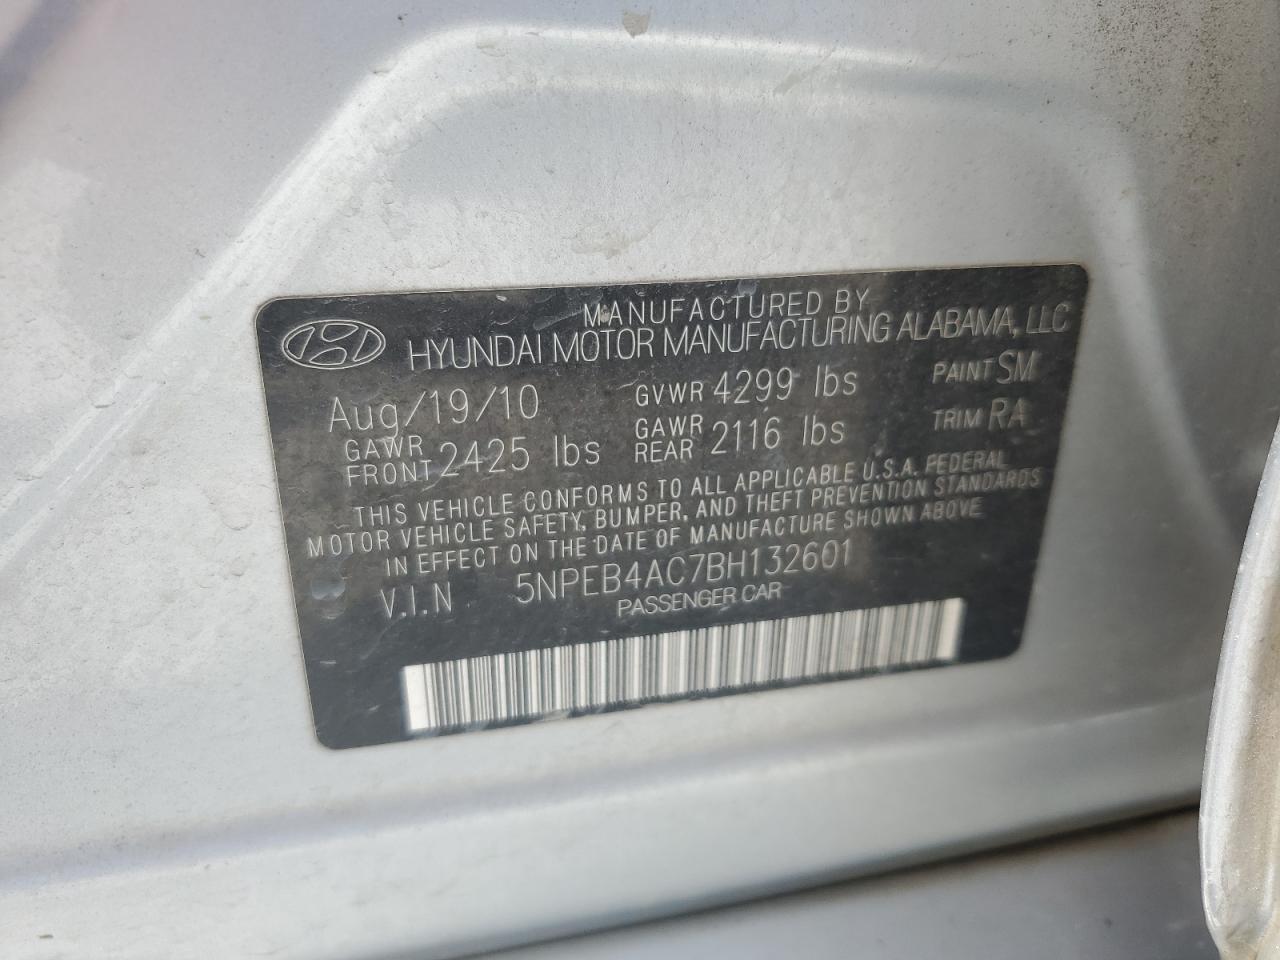 MANUFACTURED BY
HYUNDAI MOTOR MANUFACTURING ALABAMA, LLC
Aug/19/10 GVWR 4299 lbs PAINT SM
GAWR FRONT 2425 lbs GAWR REAR 2116 lbs TRIM RA
THIS VEHICLE CONFORMS TO ALL APPLICABLE U.S.A. FEDERAL
MOTOR VEHICLE SAFETY, BUMPER, AND THEFT PREVENTION STANDARDS
IN EFFECT ON THE DATE OF MANUFACTURE SHOWN ABOVE
V.I.N 5NPEB4AC7BH132601
PASSENGER CAR